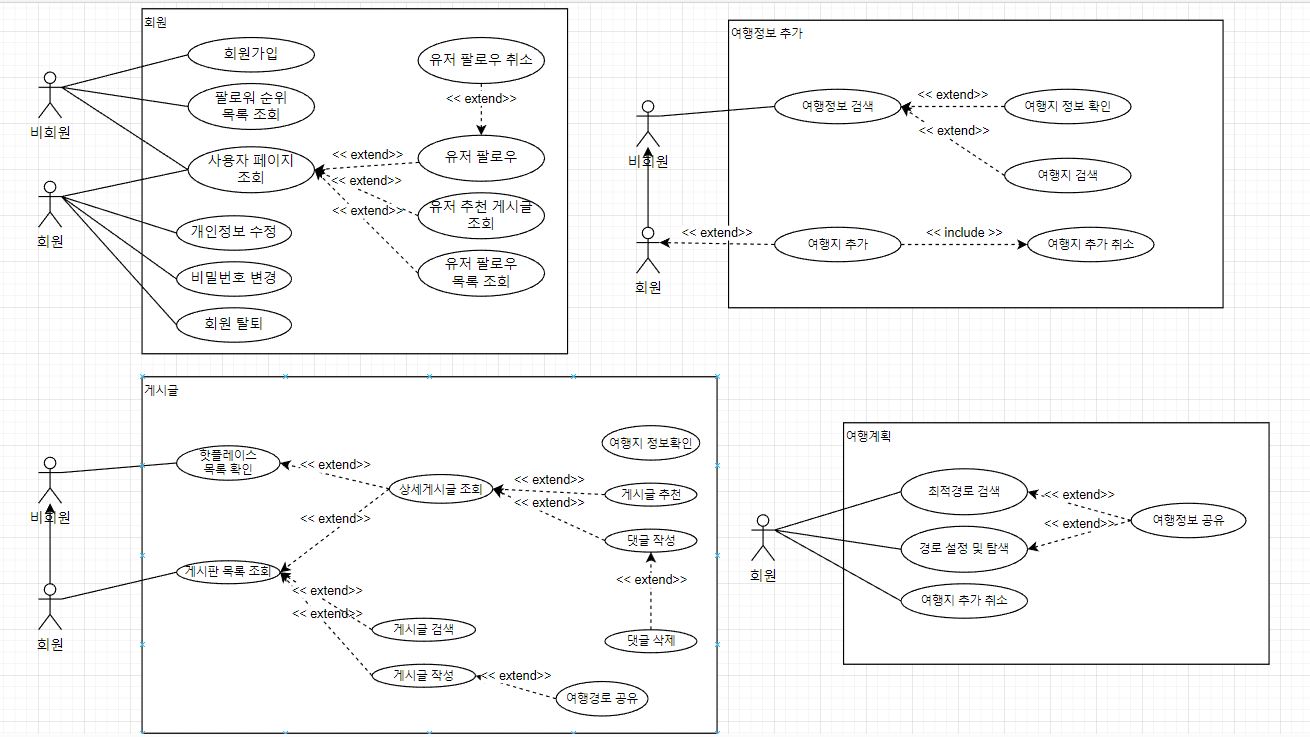 회원
회원가입
팔로워 순위
목록 조회
사용자 페이지
조회
개인정보 수정
비밀번호 변경
회원 탈퇴
유저 팔로우 취소
<< extend>>
유저 팔로우
<< extend>>
<< extend>>
<< extend>>
유저 추천 게시글
조회
유저 팔로우
목록 조회
비회원
회원
여행정보 추가
여행정보 검색
<< extend>>
여행지 정보 확인
<< extend>>
여행지 검색
<< extend>>
여행지 추가
<< include >>
여행지 추가 취소
비회원
회원
게시글
핫플레이스
목록 확인
<< extend>>
상세게시글 조회
<< extend>>
<< extend>>
여행지 정보확인
게시글 추천
댓글 작성
<< extend>>
<< extend>>
댓글 삭제
게시판 목록 조회
<< extend>>
<< extend>>
게시글 검색
게시글 작성
<< extend>>
여행경로 공유
비회원
회원
여행계획
최적경로 검색
<< extend>>
<< extend>>
여행정보 공유
경로 설정 및 탐색
여행지 추가 취소
회원